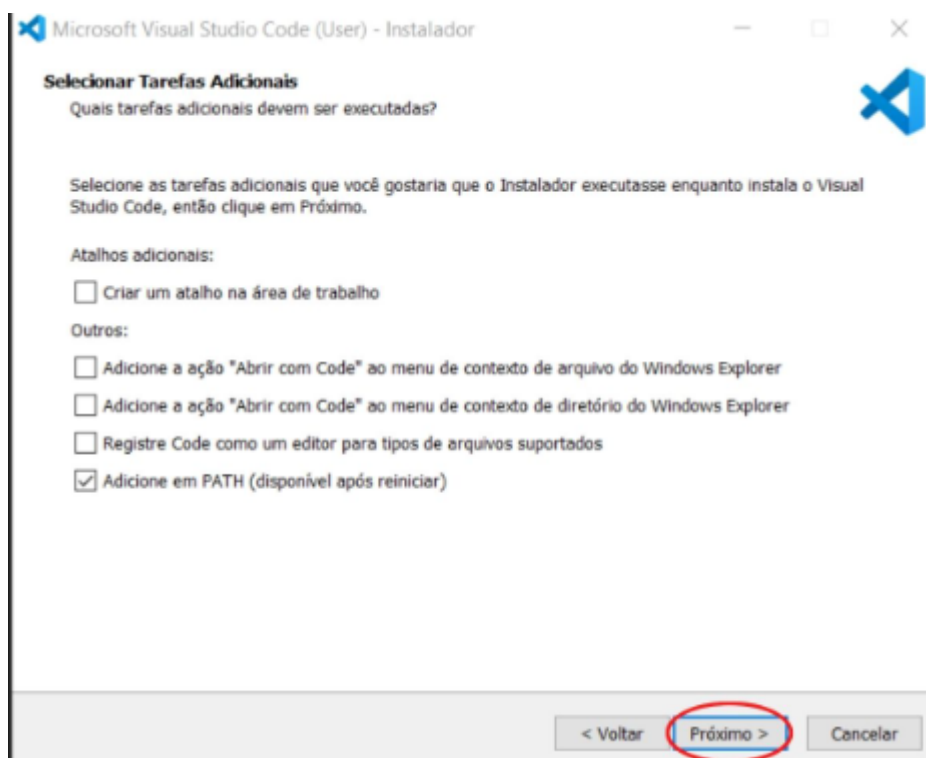 Microsoft Visual Studio Code (User) - Instalador
Selecionar Tarefas Adicionais
Quais tarefas adicionais devem ser executadas?
Selecione as tarefas adicionais que você gostaria que o Instalador executasse enquanto instala o Visual
Studio Code, então clique em Próximo.
Atalhos adicionais:
Criar um atalho na área de trabalho
Outros:
Adicione a ação "Abrir com Code" ao menu de contexto de arquivo do Windows Explorer
Adicione a ação "Abrir com Code" ao menu de contexto de diretório do Windows Explorer
Registre Code como um editor para tipos de arquivos suportados
Adicione em PATH (disponível após reiniciar)
< Voltar Próximo > Cancelar